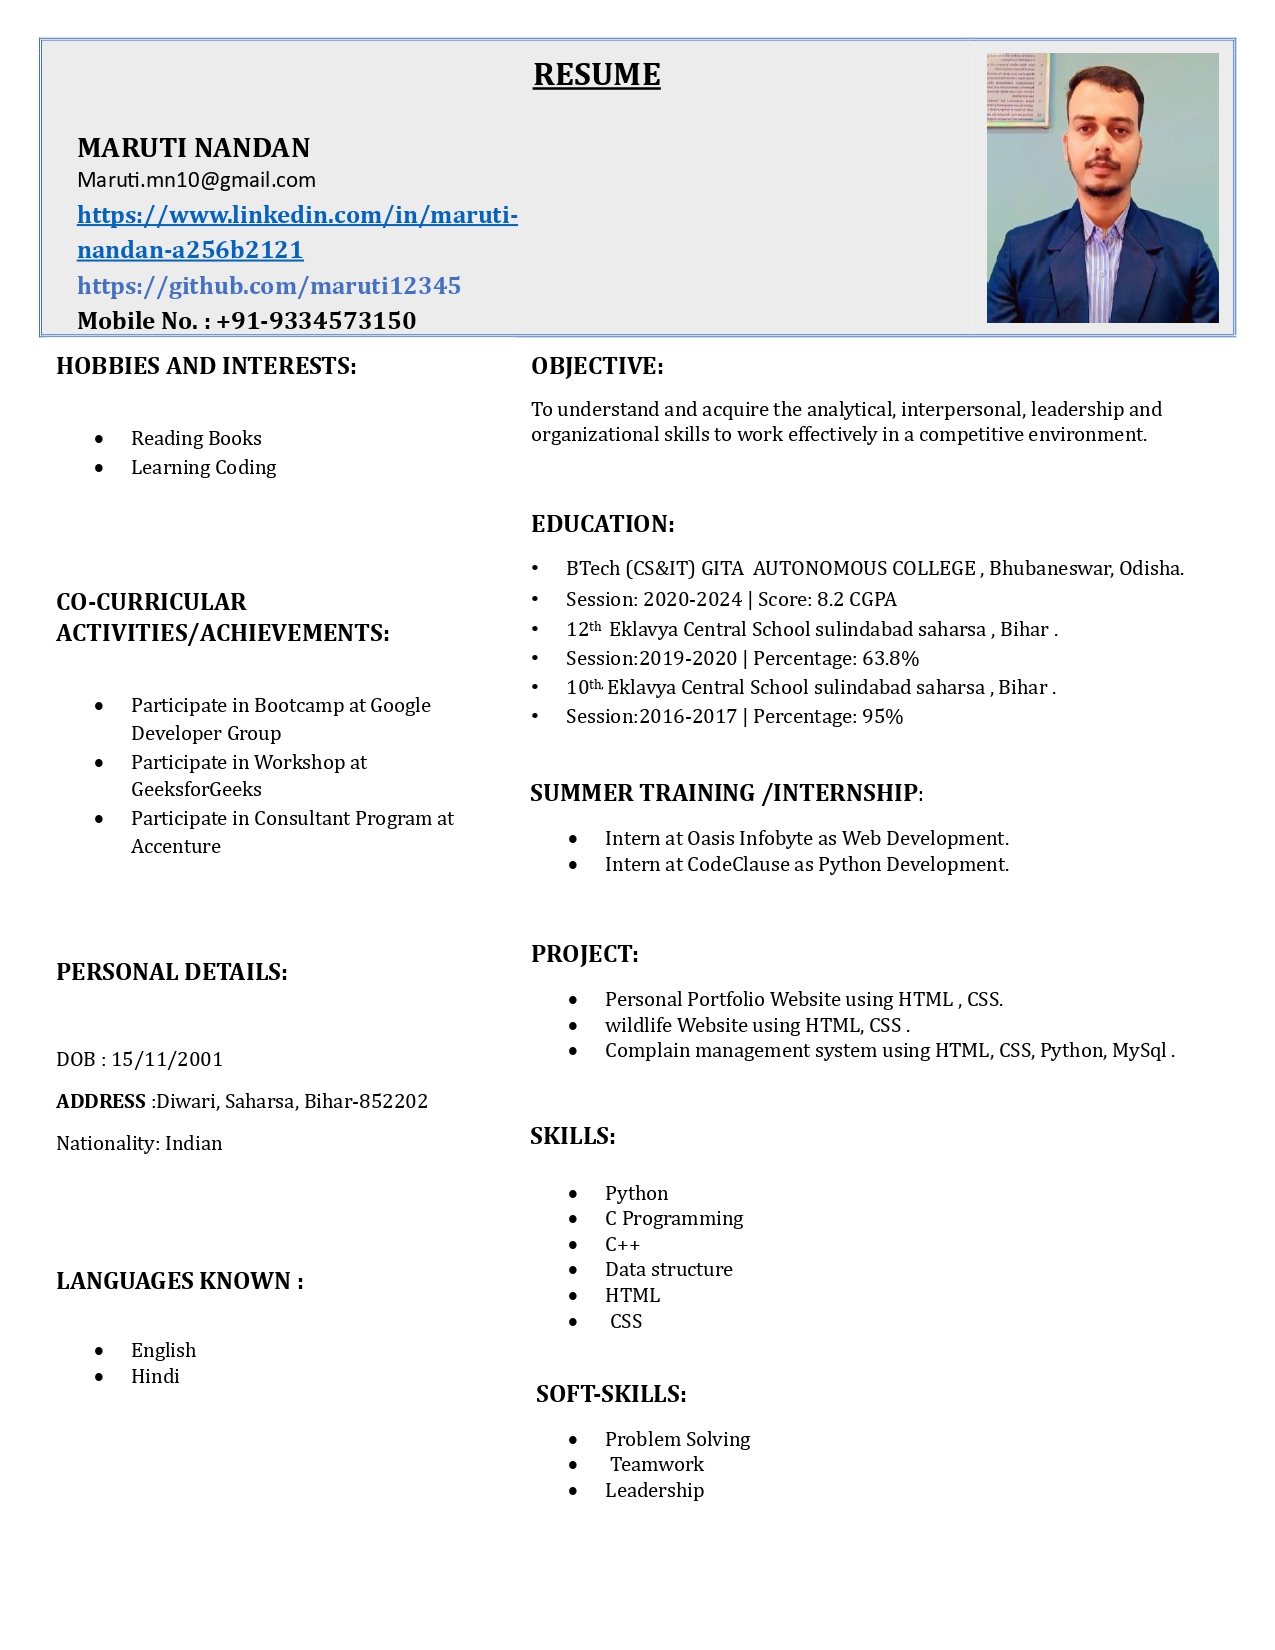 RESUME
MARUTI NANDAN
Maruti.mn10@gmail.com
https://www.linkedin.com/in/maruti-
nandan-a256b2121
https://github.com/maruti12345
Mobile No. : +91-9334573150
HOBBIES AND INTERESTS:
• Reading Books
• Learning Coding
CO-CURRICULAR
ACTIVITIES/ACHIEVEMENTS:
• Participate in Bootcamp at Google
Developer Group
• Participate in Workshop at
GeeksforGeeks
• Participate in Consultant Program at
Accenture
PERSONAL DETAILS:
DOB : 15/11/2001
ADDRESS :Diwari, Saharsa, Bihar-852202
Nationality: Indian
LANGUAGES KNOWN :
• English
• Hindi
OBJECTIVE:
To understand and acquire the analytical, interpersonal, leadership and
organizational skills to work effectively in a competitive environment.
EDUCATION:
• BTech (CS&IT) GITA AUTONOMOUS COLLEGE , Bhubaneswar, Odisha.
• Session: 2020-2024 | Score: 8.2 CGPA
• 12th Eklavya Central School sulindabad saharsa , Bihar .
• Session:2019-2020 | Percentage: 63.8%
• 10th, Eklavya Central School sulindabad saharsa , Bihar .
• Session:2016-2017 | Percentage: 95%
SUMMER TRAINING /INTERNSHIP:
• Intern at Oasis Infobyte as Web Development.
• Intern at CodeClause as Python Development.
PROJECT:
• Personal Portfolio Website using HTML , CSS.
• wildlife Website using HTML, CSS .
• Complain management system using HTML, CSS, Python, MySql .
SKILLS:
• Python
• C Programming
• C++
• Data structure
• HTML
• CSS
SOFT-SKILLS:
• Problem Solving
• Teamwork
• Leadership